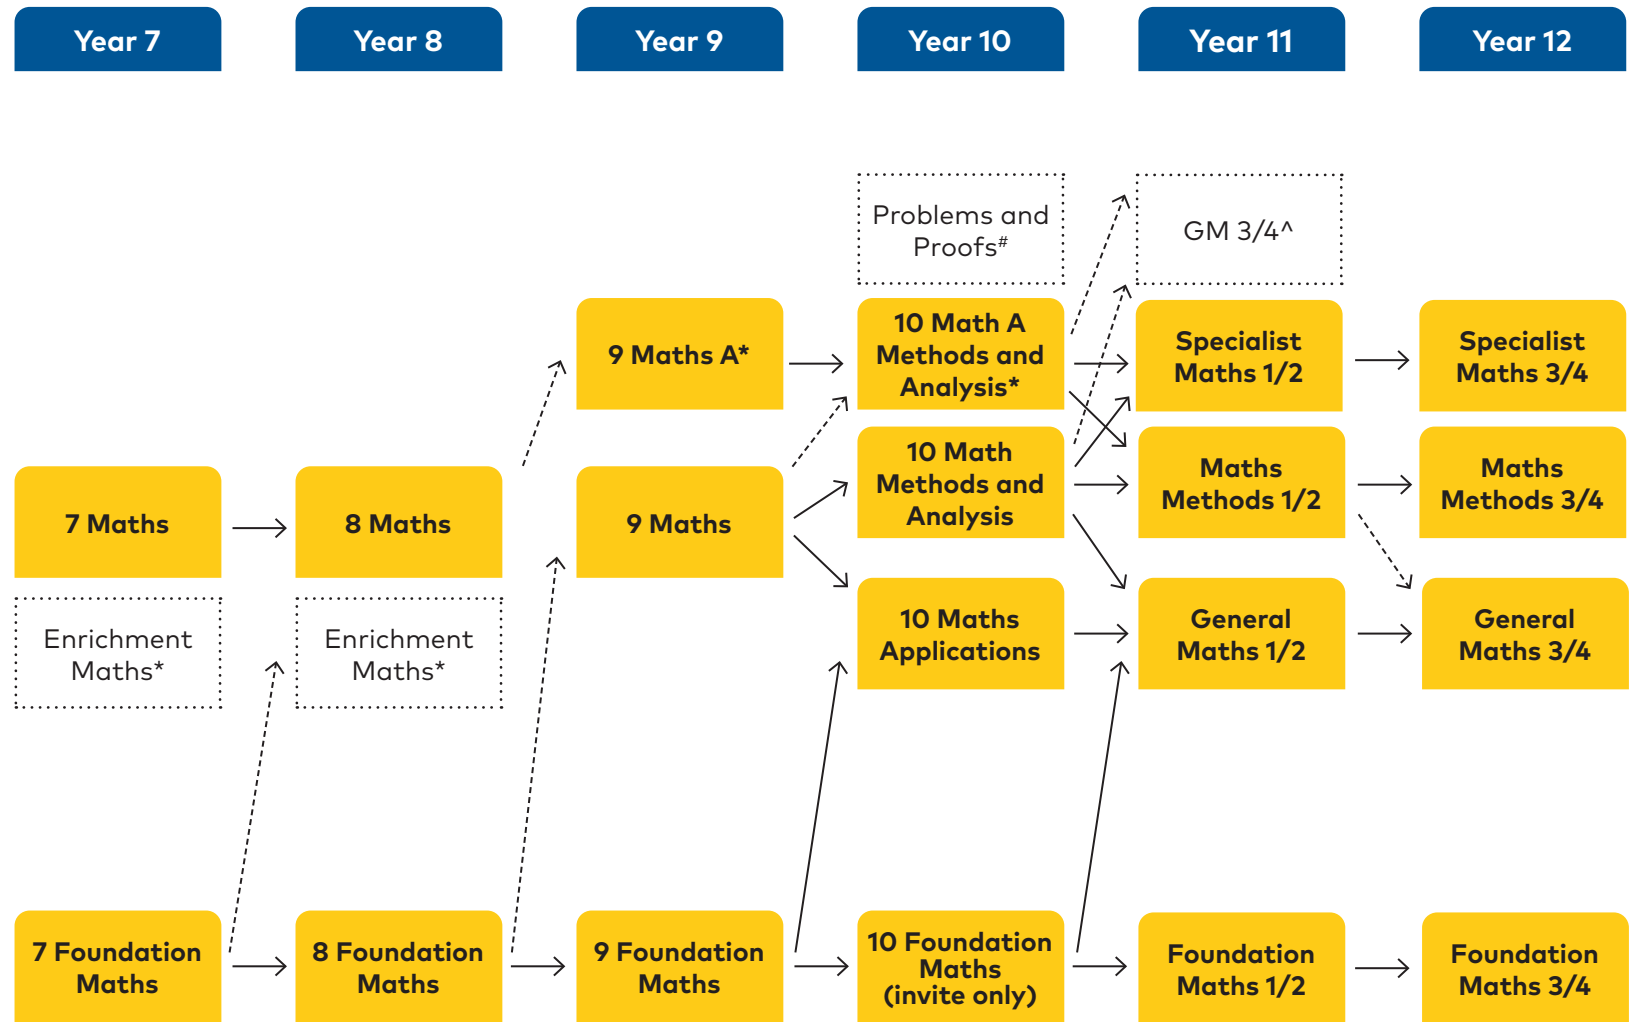 Year 7
Year 8
Year 9
Year 10
Year 11
Year 12
Problems and
Proofs#
GM 3/4^
9 Maths A*
10 Math A
Methods and
Analysis*
Specialist
Maths 1/2
Specialist
Maths 3/4
7 Maths
8 Maths
9 Maths
10 Math
Methods and
Analysis
Maths
Methods 1/2
Maths
Methods 3/4
Enrichment
Maths*
Enrichment
Maths*
10 Maths
Applications
General
Maths 1/2
General
Maths 3/4
7 Foundation
Maths
8 Foundation
Maths
9 Foundation
Maths
10 Foundation
Maths
(invite only)
Foundation
Maths 1/2
Foundation
Maths 3/4